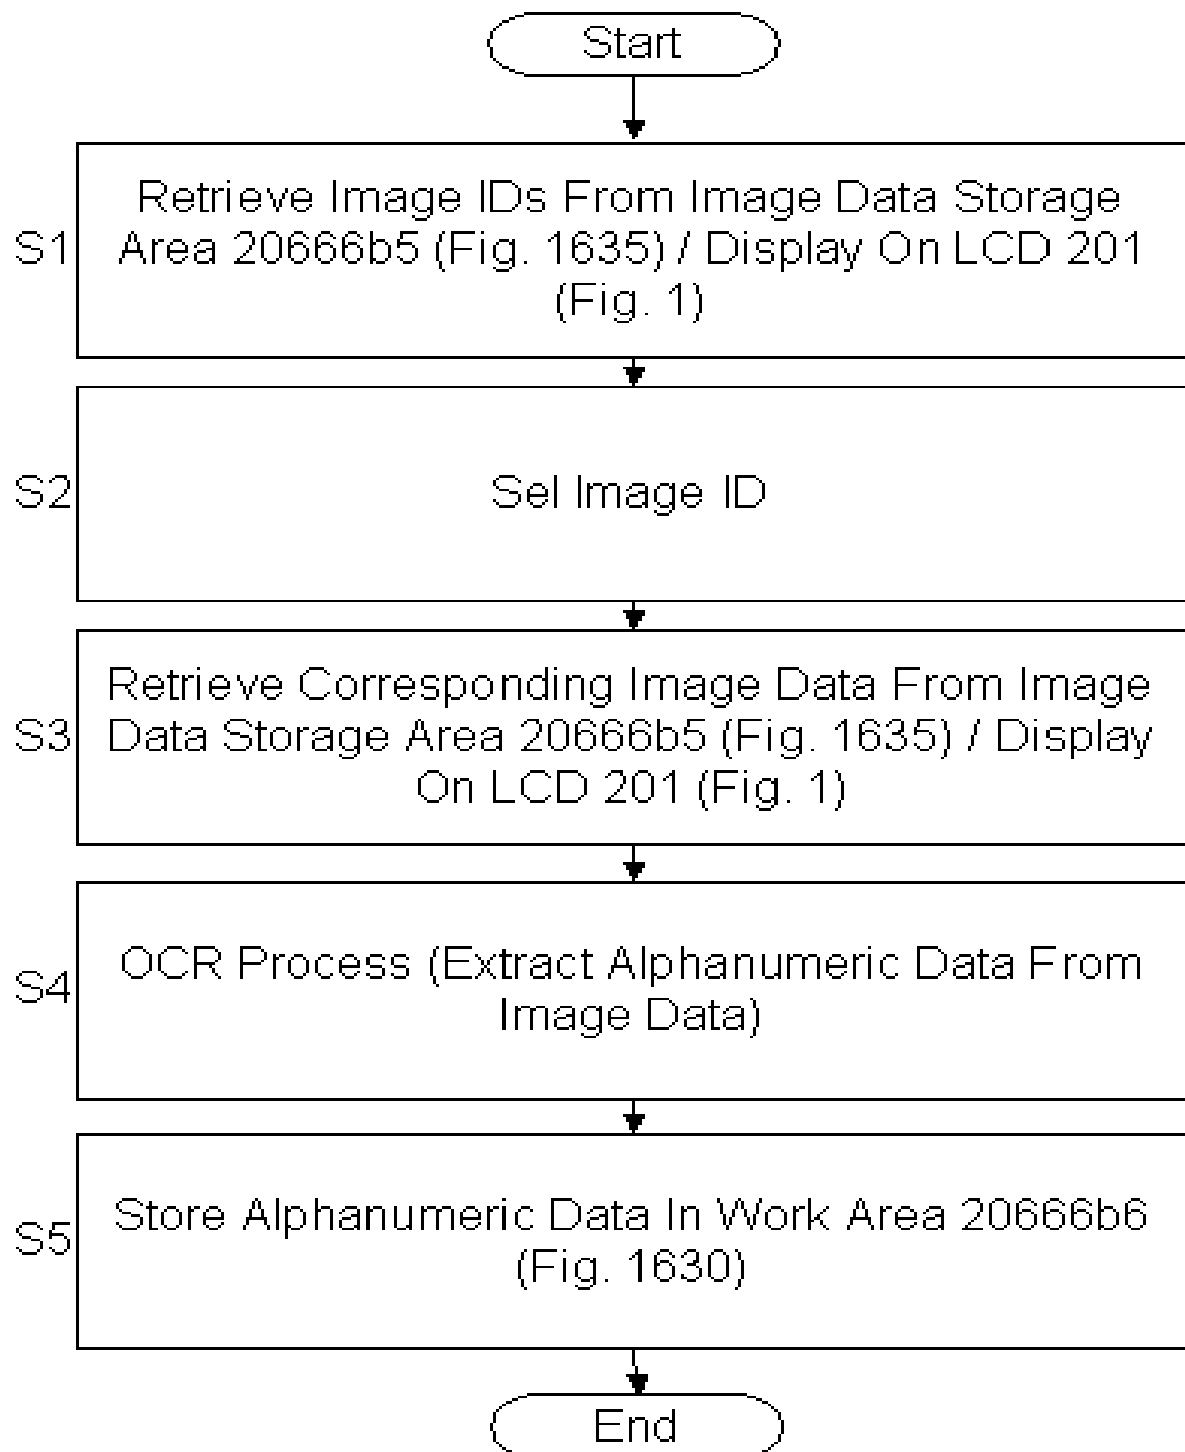 Start
Retrieve Image IDs From Image Data Storage
S1 Area 20666b5 (Fig. 1635) / Display On LCD 201
(Fig. 1)
S2 Sel Image ID
Retrieve Corresponding Image Data From Image
S3 Data Storage Area 20666b5 (Fig. 1635) / Display
On LCD 201 (Fig. 1)
OCR Process (Extract Alphanumeric Data From
S4
Image Data)
Store Alphanumeric Data In Work Area 20666b6
S5
(Fig. 1630)
End